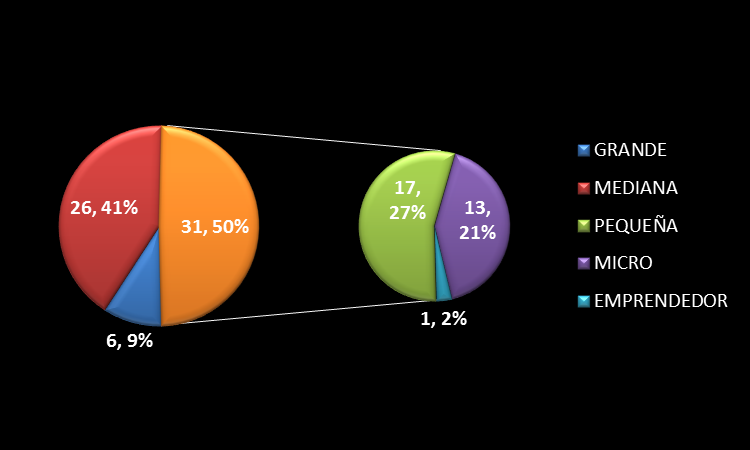 26, 41%
31, 50%
6, 9%
17,
27%
13,
21%
1, 2%
GRANDE
MEDIANA
PEQUEÑA
MICRO
EMPRENDEDOR